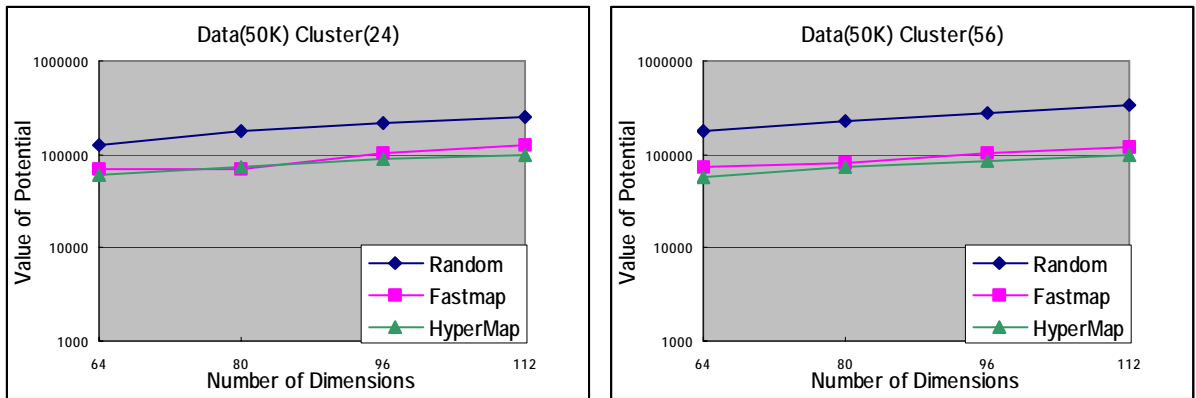 Data(50K) Cluster(24)
1000000
100000
10000
1000
Value of Potential
64 80 96 112
Number of Dimensions
Random
Fastmap
HyperMap
Data(50K) Cluster(56)
1000000
100000
10000
1000
Value of Potential
64 80 96 112
Number of Dimensions
Random
Fastmap
HyperMap